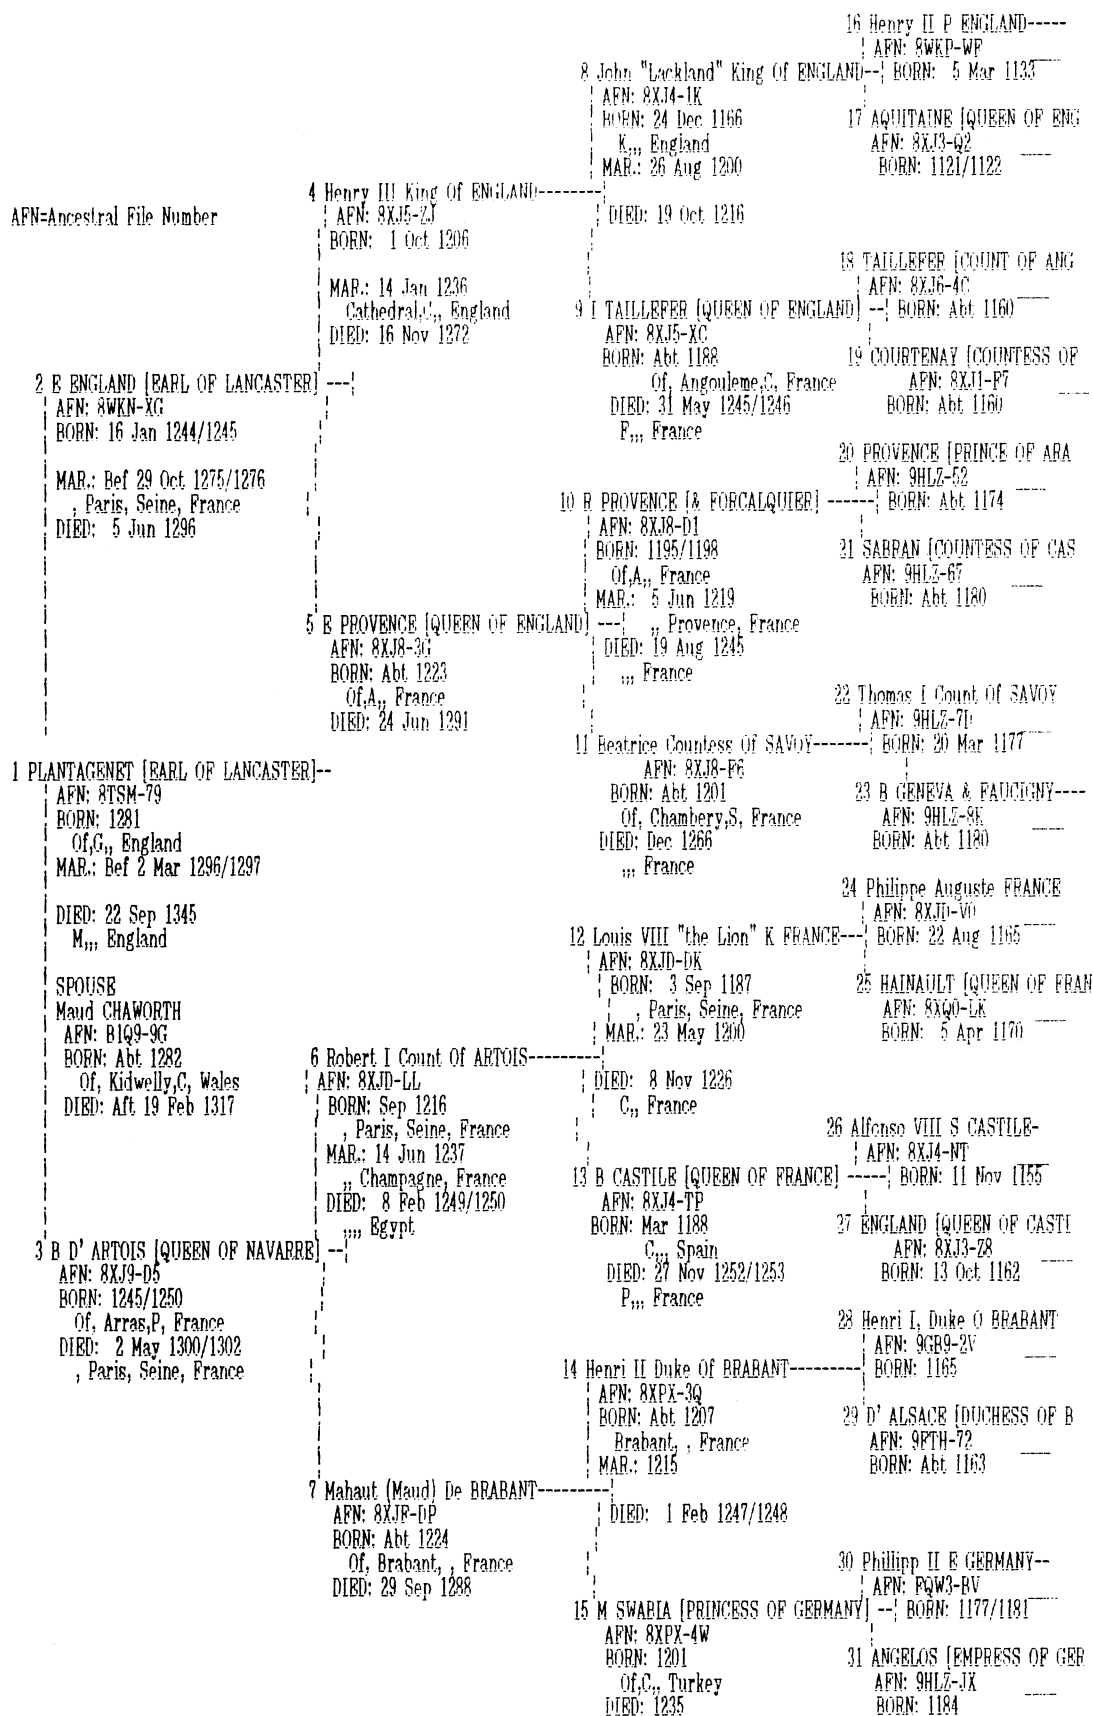 16 Henry II P ENGLAND-----
AFN: 8WKP-WF
8 John "Lackland" King Of ENGLAND--
BORN: 5 Mar 1133
AFN: 8XJ4-1K
BORN: 24 Dec 1166
17 AQUITAINE [QUEEN OF ENG
K,,, England
AFN: 8XJ3-Q2
MAR.: 26 Aug 1200
BORN: 1121/1122
4 Henry III King Of ENGLAND--------
AFN=Ancestral File Number
AFN: 8XJ5-ZJ
DIED: 19 Oct 1216
BORN: 1 Oct 1206
18 TAILLEFER [COUNT OF ANG
MAR.: 14 Jan 1236
AFN: 8XJ6-4C
Cathedral,C,, England
9 I TAILLEFER [QUEEN OF ENGLAND] --
BORN: Abt 1160
DIED: 16 Nov 1272
AFN: 8XJ5-XC
BORN: Abt 1188
19 COURTENAY [COUNTESS OF
2 E ENGLAND [EARL OF LANCASTER] ---
Of, Angouleme,C, France
AFN: 8XJ1-F7
AFN: 8WKN-XG
DIED: 31 May 1245/1246
BORN: Abt 1160
BORN: 16 Jan 1244/1245
F,,, France
20 PROVENCE [PRINCE OF ARA
MAR.: Bef 29 Oct 1275/1276
AFN: 9HLZ-52
, Paris, Seine, France
10 R PROVENCE [& FORCALQUIER] -----
BORN: Abt 1174
DIED: 5 Jun 1296
AFN: 8XJ8-D1
BORN: 1195/1198
21 SABRAN [COUNTESS OF CAS
Of,A,, France
AFN: 9HLZ-67
MAR.: 5 Jun 1219
BORN: Abt 1180
5 E PROVENCE [QUEEN OF ENGLAND] ---
,, Provence, France
AFN: 8XJ8-3G
DIED: 19 Aug 1245
BORN: Abt 1223
,,, France
Of,A,, France
22 Thomas I Count Of SAVOY
DIED: 24 Jun 1291
AFN: 9HLZ-7D
11 Beatrice Countess Of SAVOY-------
BORN: 20 Mar 1177
1 PLANTAGENET [EARL OF LANCASTER]--
AFN: 8XJ8-F6
AFN: 8TSM-79
BORN: Abt 1201
23 B GENEVA & FAUCIGNY----
BORN: 1281
Of, Chambery,S, France
AFN: 9HLZ-8K
Of,G,, England
DIED: Dec 1266
BORN: Abt 1180
MAR.: Bef 2 Mar 1296/1297
,,, France
24 Philippe Auguste FRANCE
DIED: 22 Sep 1345
AFN: 8XJD-V0
M,,, England
12 Louis VIII "the Lion" K FRANCE---
BORN: 22 Aug 1165
AFN: 8XJD-DK
SPOUSE
BORN: 3 Sep 1187
25 HAINAULT [QUEEN OF FRAN
Maud CHAWORTH
, Paris, Seine, France
AFN: 8XQ0-LK
AFN: B1Q9-9G
MAR.: 23 May 1200
BORN: 5 Apr 1170
BORN: Abt 1282
6 Robert I Count Of ARTOIS---------
Of, Kidwelly,C, Wales
AFN: 8XJD-LL
DIED: 8 Nov 1226
DIED: Aft 19 Feb 1317
BORN: Sep 1216
C,, France
, Paris, Seine, France
26 Alfonso VIII S CASTILE-
MAR.: 14 Jun 1237
AFN: 8XJ4-NT
,, Champagne, France
13 B CASTILE [QUEEN OF FRANCE] -----
BORN: 11 Nov 1155
DIED: 8 Feb 1249/1250
AFN: 8XJ4-TP
,,,, Egypt
BORN: Mar 1188
27 ENGLAND [QUEEN OF CASTI
3 B D' ARTOIS [QUEEN OF NAVARRE] --
C,,, Spain
AFN: 8XJ3-Z8
AFN: 8XJ9-D5
DIED: 27 Nov 1252/1253
BORN: 13 Oct 1162
BORN: 1245/1250
P,,, France
Of, Arras,P, France
28 Henri I, Duke O BRABANT
DIED: 2 May 1300/1302
AFN: 9GB9-2V
, Paris, Seine, France
14 Henri II Duke Of BRABANT---------
BORN: 1165
AFN: 8XPX-3Q
BORN: Abt 1207
29 D' ALSACE [DUCHESS OF B
Brabant, , France
AFN: 9FTH-72
MAR.: 1215
BORN: Abt 1163
7 Mahaut (Maud) De BRABANT---------
AFN: 8XJF-DP
DIED: 1 Feb 1247/1248
BORN: Abt 1224
Of, Brabant, , France
30 Phillipp II E GERMANY--
DIED: 29 Sep 1288
AFN: FQW3-BV
15 M SWABIA [PRINCESS OF GERMANY] --
BORN: 1177/1181
AFN: 8XPX-4W
BORN: 1201
31 ANGELOS [EMPRESS OF GER
Of,C,, Turkey
AFN: 9HLZ-JX
DIED: 1235
BORN: 1184